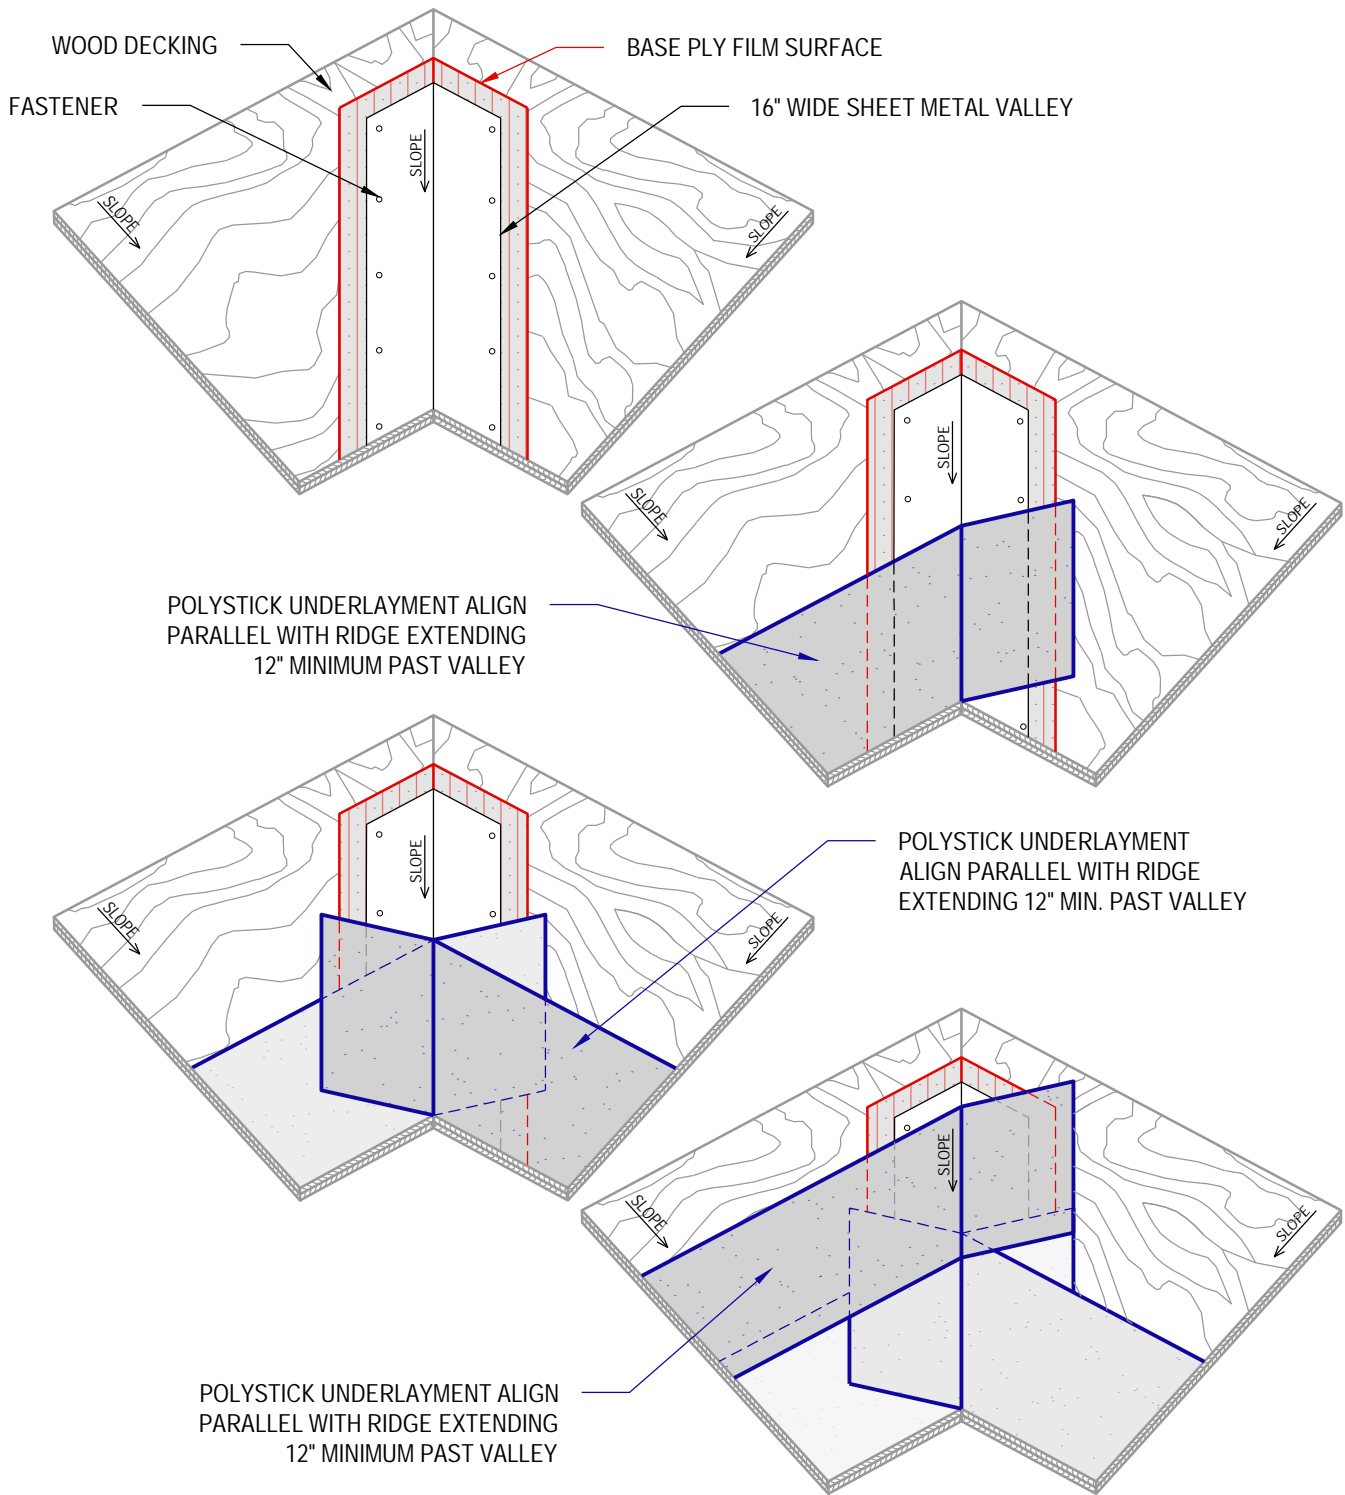 WOOD DECKING
BASE PLY FILM SURFACE
FASTENER
16" WIDE SHEET METAL VALLEY
SLOPE
SLOPE
SLOPE
SLOPE
SLOPE
SLOPE
POLYSTICK UNDERLAYMENT ALIGN
PARALLEL WITH RIDGE EXTENDING
12" MINIMUM PAST VALLEY
SLOPE
SLOPE
SLOPE
POLYSTICK UNDERLAYMENT
ALIGN PARALLEL WITH RIDGE
EXTENDING 12" MIN. PAST VALLEY
SLOPE
SLOPE
SLOPE
POLYSTICK UNDERLAYMENT ALIGN
PARALLEL WITH RIDGE EXTENDING
12" MINIMUM PAST VALLEY